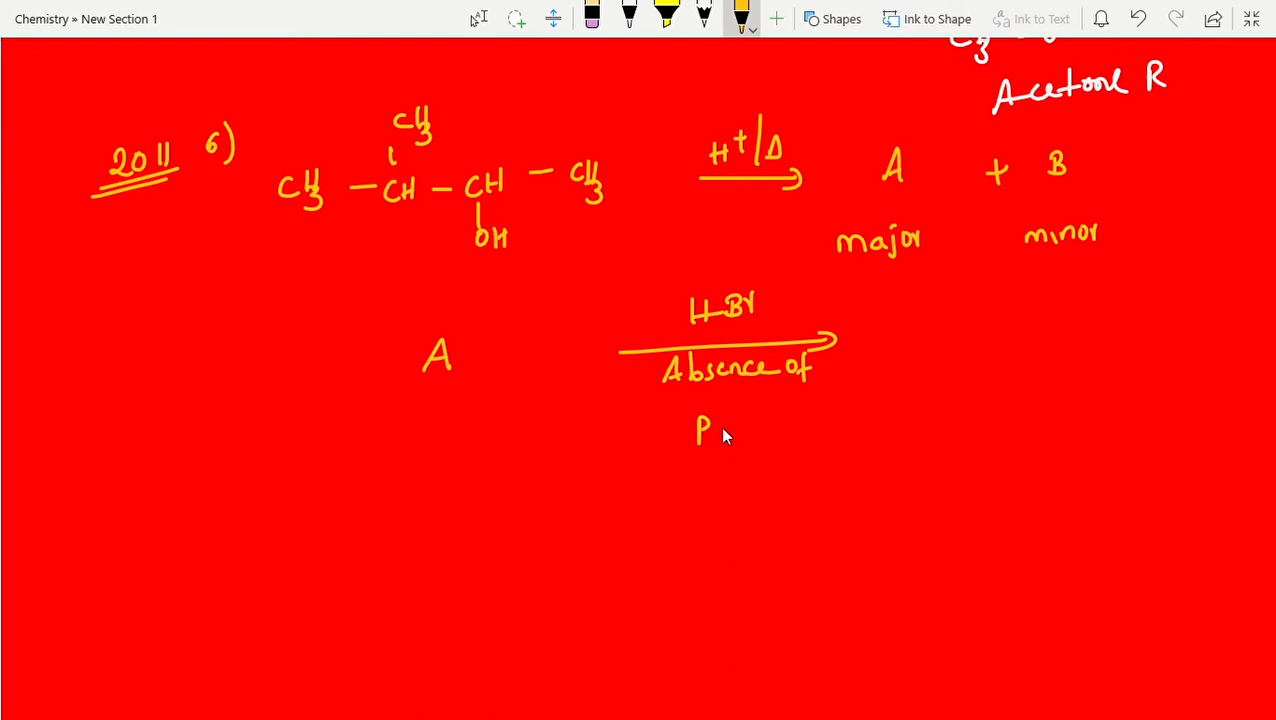 Chemistry » New Section 1
Shapes
Ink to Shape
Ink to Text
Acetone R
2011 6)
CH3
CH3 — CH — CH — CH3
OH
H+/Δ
A + B
major minor
HBr
A
Absence of
P